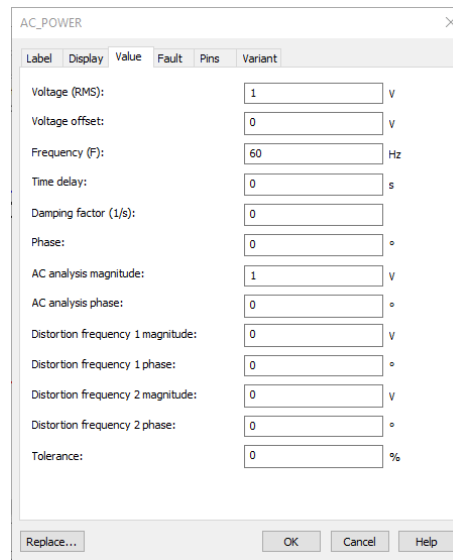 AC_POWER
Label Display Value Fault Pins Variant
Voltage (RMS): 1 V
Voltage offset: 0 V
Frequency (F): 60 Hz
Time delay: 0 s
Damping factor (1/s): 0
Phase: 0 °
AC analysis magnitude: 1 V
AC analysis phase: 0 °
Distortion frequency 1 magnitude: 0 V
Distortion frequency 1 phase: 0 °
Distortion frequency 2 magnitude: 0 V
Distortion frequency 2 phase: 0 °
Tolerance: 0 %
Replace... OK Cancel Help